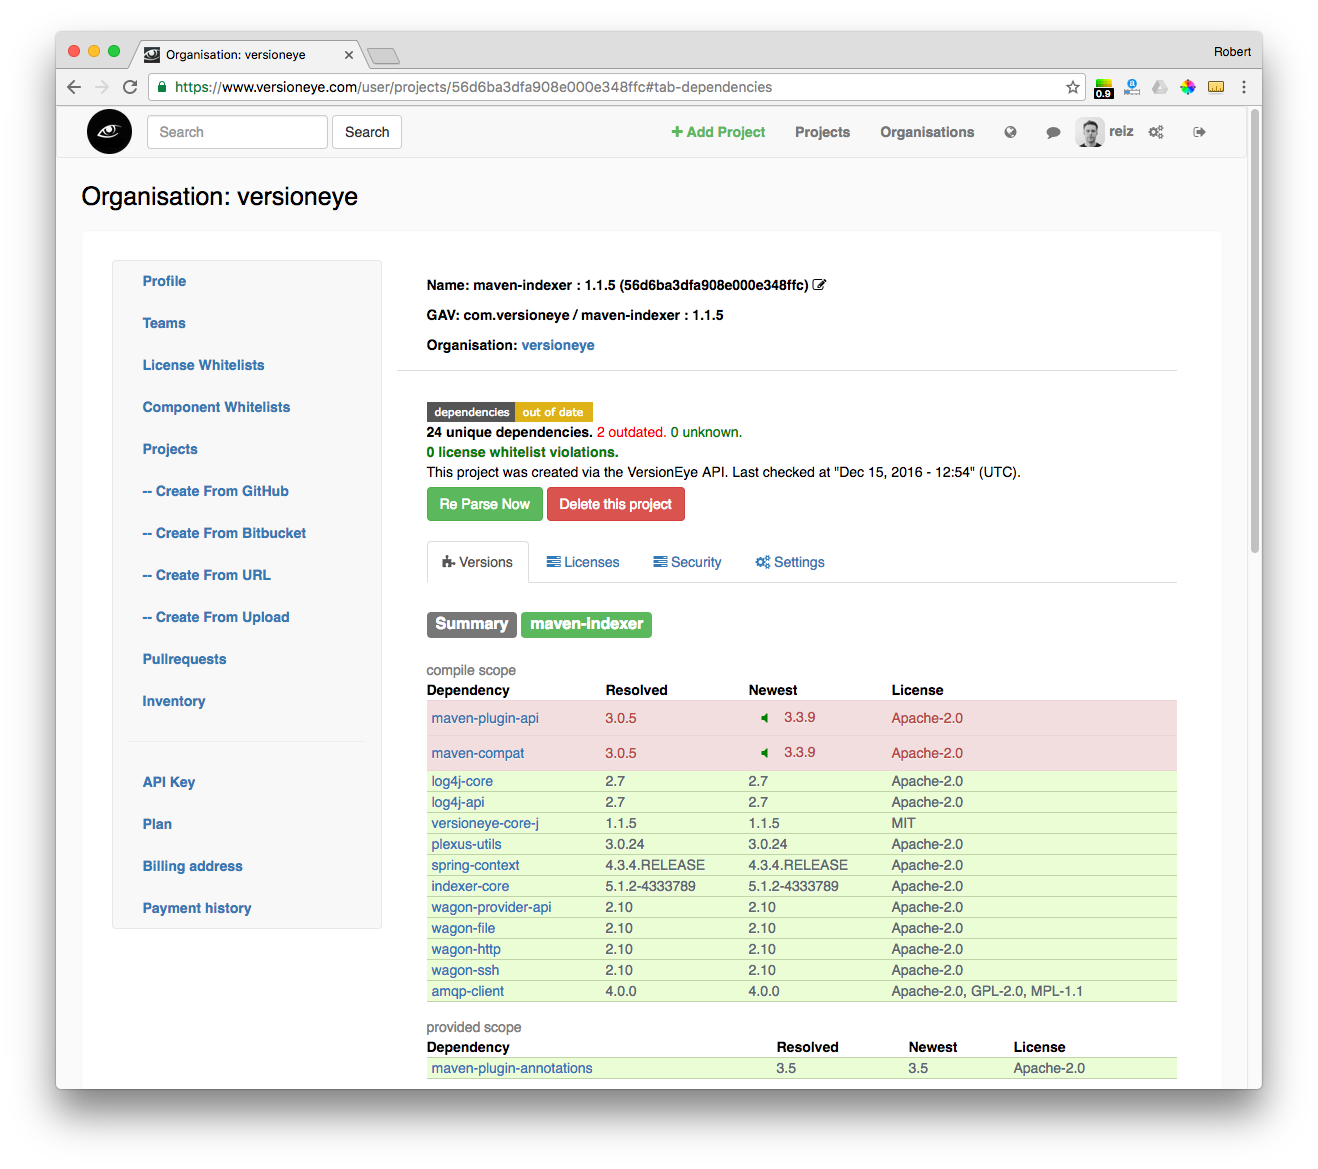 Organisation: versioneye
Robert
https://www.versioneye.com/user/projects/56d6ba3dfa908e000e348ffc#tab-dependencies
0.9
Search
Search
Add Project
Projects
Organisations
reiz
Organisation: versioneye
Profile
Teams
License Whitelists
Component Whitelists
Projects
-- Create From GitHub
-- Create From Bitbucket
-- Create From URL
-- Create From Upload
Pullrequests
Inventory
API Key
Plan
Billing address
Payment history
Name: maven-indexer : 1.1.5 (56d6ba3dfa908e000e348ffc)
GAV: com.versioneye / maven-indexer : 1.1.5
Organisation: versioneye
dependencies out of date
24 unique dependencies. 2 outdated. 0 unknown.
0 license whitelist violations.
This project was created via the VersionEye API. Last checked at "Dec 15, 2016 - 12:54" (UTC).
Re Parse Now Delete this project
Versions Licenses Security Settings
Summary maven-indexer
compile scope
Dependency Resolved Newest License
maven-plugin-api 3.0.5 3.3.9 Apache-2.0
maven-compat 3.0.5 3.3.9 Apache-2.0
log4j-core 2.7 2.7 Apache-2.0
log4j-api 2.7 2.7 Apache-2.0
versioneye-core-j 1.1.5 1.1.5 MIT
plexus-utils 3.0.24 3.0.24 Apache-2.0
spring-context 4.3.4.RELEASE 4.3.4.RELEASE Apache-2.0
indexer-core 5.1.2-4333789 5.1.2-4333789 Apache-2.0
wagon-provider-api 2.10 2.10 Apache-2.0
wagon-file 2.10 2.10 Apache-2.0
wagon-http 2.10 2.10 Apache-2.0
wagon-ssh 2.10 2.10 Apache-2.0
amqp-client 4.0.0 4.0.0 Apache-2.0, GPL-2.0, MPL-1.1
provided scope
Dependency Resolved Newest License
maven-plugin-annotations 3.5 3.5 Apache-2.0